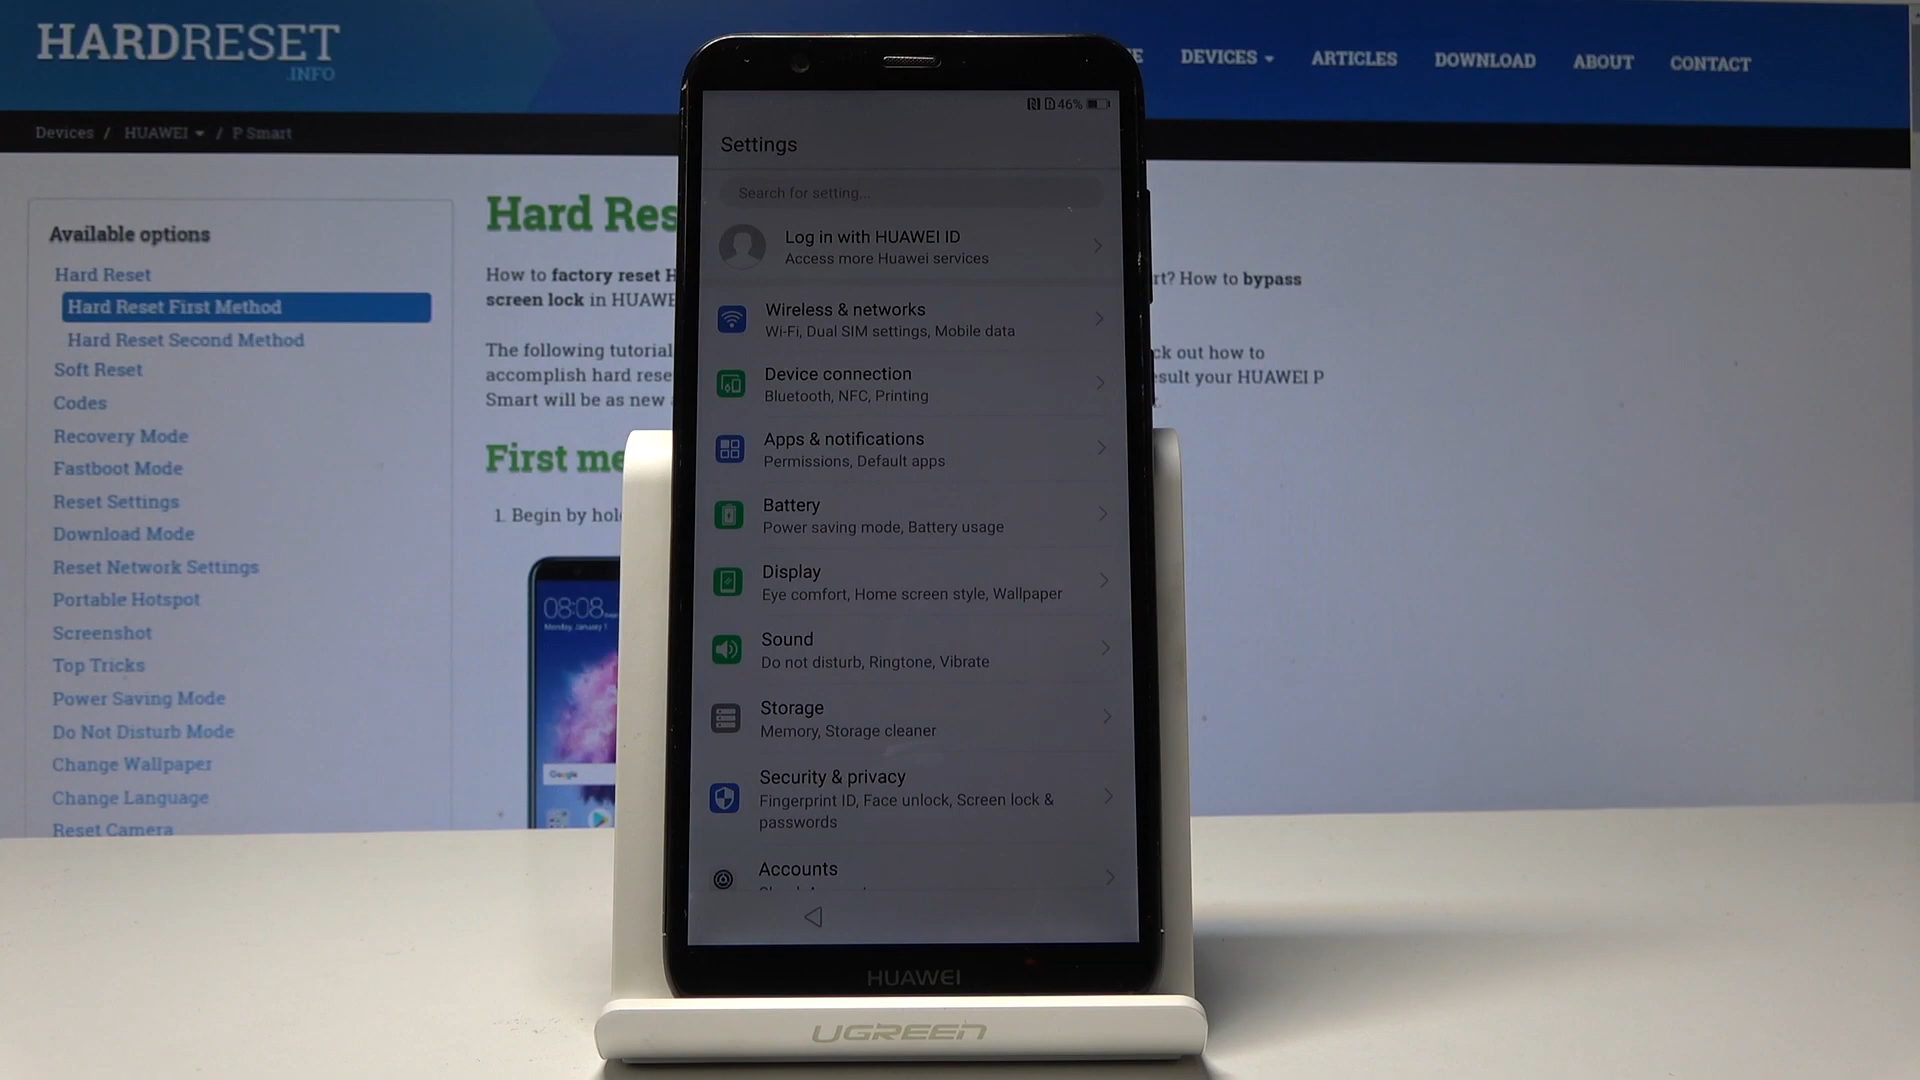 HARDRESET
.INFO
DEVICES
ARTICLES
DOWNLOAD
ABOUT
CONTACT
Devices / HUAWEI / P Smart
Available options
Hard Reset
Hard Reset First Method
Hard Reset Second Method
Soft Reset
Codes
Recovery Mode
Fastboot Mode
Reset Settings
Download Mode
Reset Network Settings
Portable Hotspot
Screenshot
Top Tricks
Power Saving Mode
Do Not Disturb Mode
Change Wallpaper
Change Language
Reset Camera
Hard Res
How to factory reset H
rt? How to bypass
screen lock in HUAWE
The following tutorial
ck out how to
accomplish hard rese
esult your HUAWEI P
Smart will be as new
First me
1. Begin by hol
08:08
Monday, January 1
Google
46%
Settings
Search for setting...
Log in with HUAWEI ID
Access more Huawei services
Wireless & networks
Wi-Fi, Dual SIM settings, Mobile data
Device connection
Bluetooth, NFC, Printing
Apps & notifications
Permissions, Default apps
Battery
Power saving mode, Battery usage
Display
Eye comfort, Home screen style, Wallpaper
Sound
Do not disturb, Ringtone, Vibrate
Storage
Memory, Storage cleaner
Security & privacy
Fingerprint ID, Face unlock, Screen lock &
passwords
Accounts
HUAWEI
UGREEN